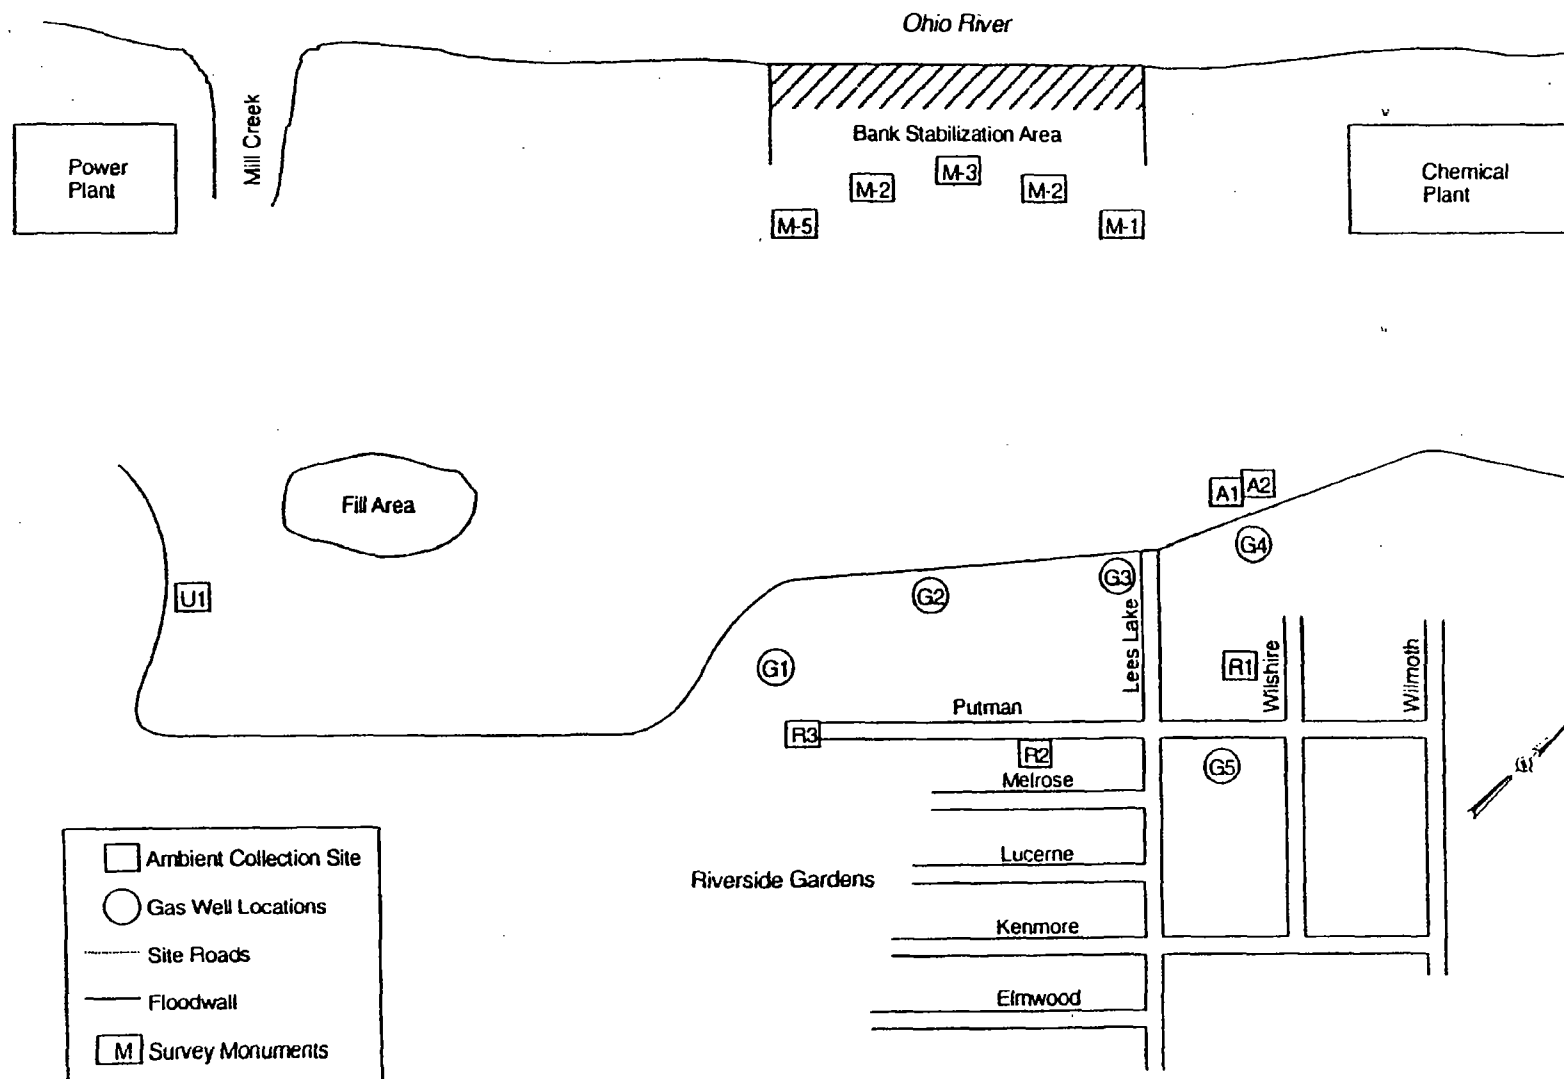 Ohio River
Mill Creek
Power
Plant
Bank Stabilization Area
M-3
M-2
M-2
M-5
M-1
Chemical
Plant
Fill Area
A1
A2
G4
U1
G2
G3
Lees Lake
G1
R1
Wilshire
Wilmoth
Putman
R3
R2
G5
Melrose
Lucerne
Riverside Gardens
Kenmore
Elmwood
Ambient Collection Site
Gas Well Locations
Site Roads
Floodwall
M Survey Monuments